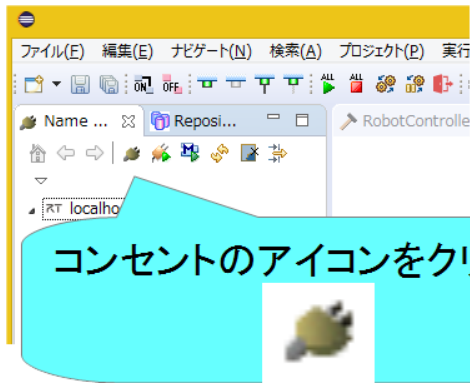 ファイル(F) 編集(E) ナビゲート(N) 検索(A) プロジェクト(P) 実行
ON OFF ALL ALL
Name ... Reposi... RobotControlle
RT localho
コンセントのアイコンをク